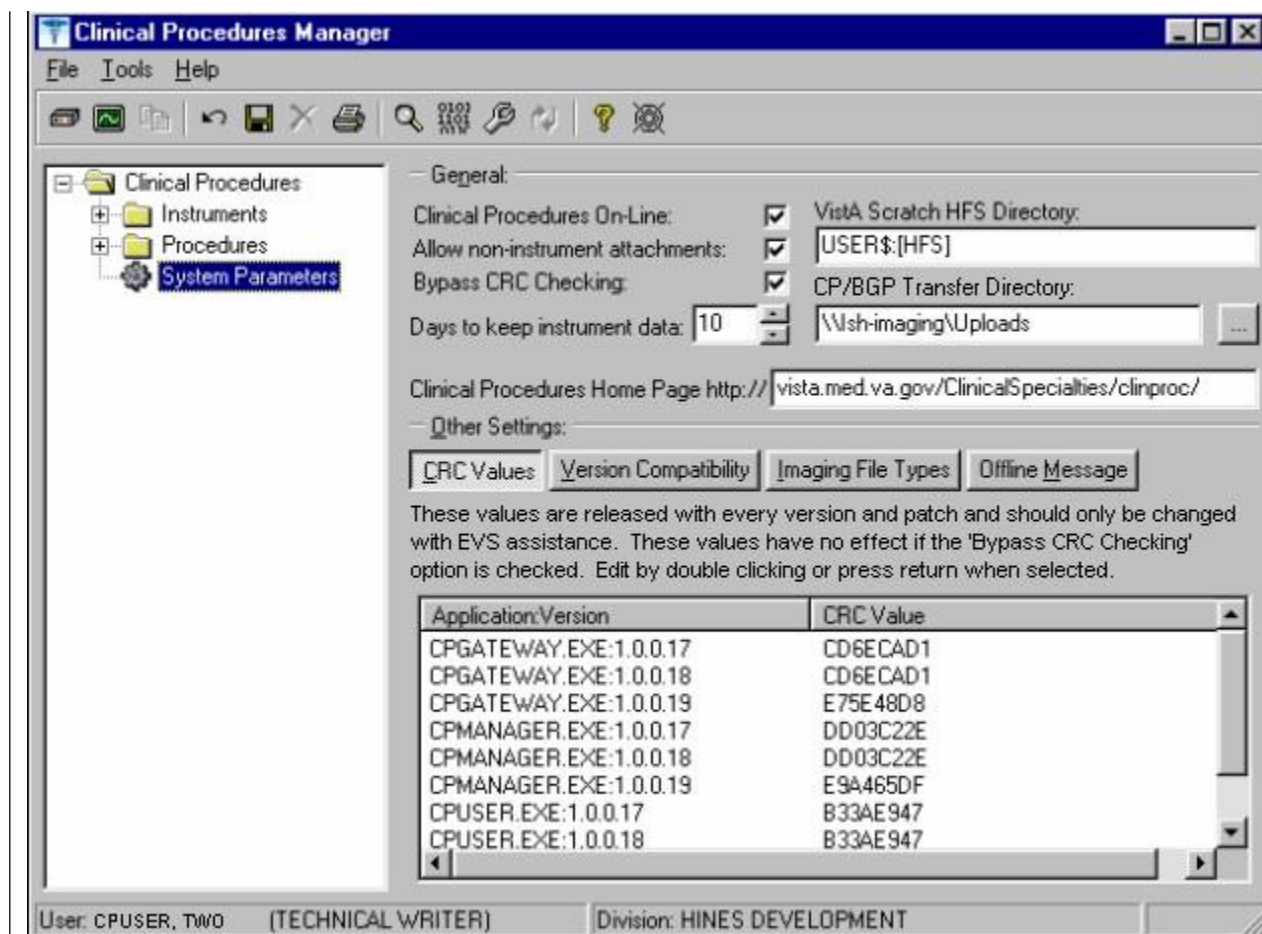 Clinical Procedures Manager
File Tools Help
Clinical Procedures
Instruments
Procedures
System Parameters
General:
Clinical Procedures On-Line:
Allow non-instrument attachments:
Bypass CRC Checking:
Days to keep instrument data: 10
VistA Scratch HFS Directory:
USER$:[HFS]
CP/BGP Transfer Directory:
\\Ish-imaging\Uploads
...
Clinical Procedures Home Page http:// vista.med.va.gov/ClinicalSpecialties/clinproc/
Other Settings:
CRC Values Version Compatibility Imaging File Types Offline Message
These values are released with every version and patch and should only be changed
with EVS assistance. These values have no effect if the 'Bypass CRC Checking'
option is checked. Edit by double clicking or press return when selected.
Application:Version CRC Value
CPGATEWAY.EXE:1.0.0.17 CD6ECAD1
CPGATEWAY.EXE:1.0.0.18 CD6ECAD1
CPGATEWAY.EXE:1.0.0.19 E75E48D8
CPMANAGER.EXE:1.0.0.17 DD03C22E
CPMANAGER.EXE:1.0.0.18 DD03C22E
CPMANAGER.EXE:1.0.0.19 E9A465DF
CPUSER.EXE:1.0.0.17 B33AE947
CPUSER.EXE:1.0.0.18 B33AE947
User: CPUSER, TWO (TECHNICAL WRITER) Division: HINES DEVELOPMENT